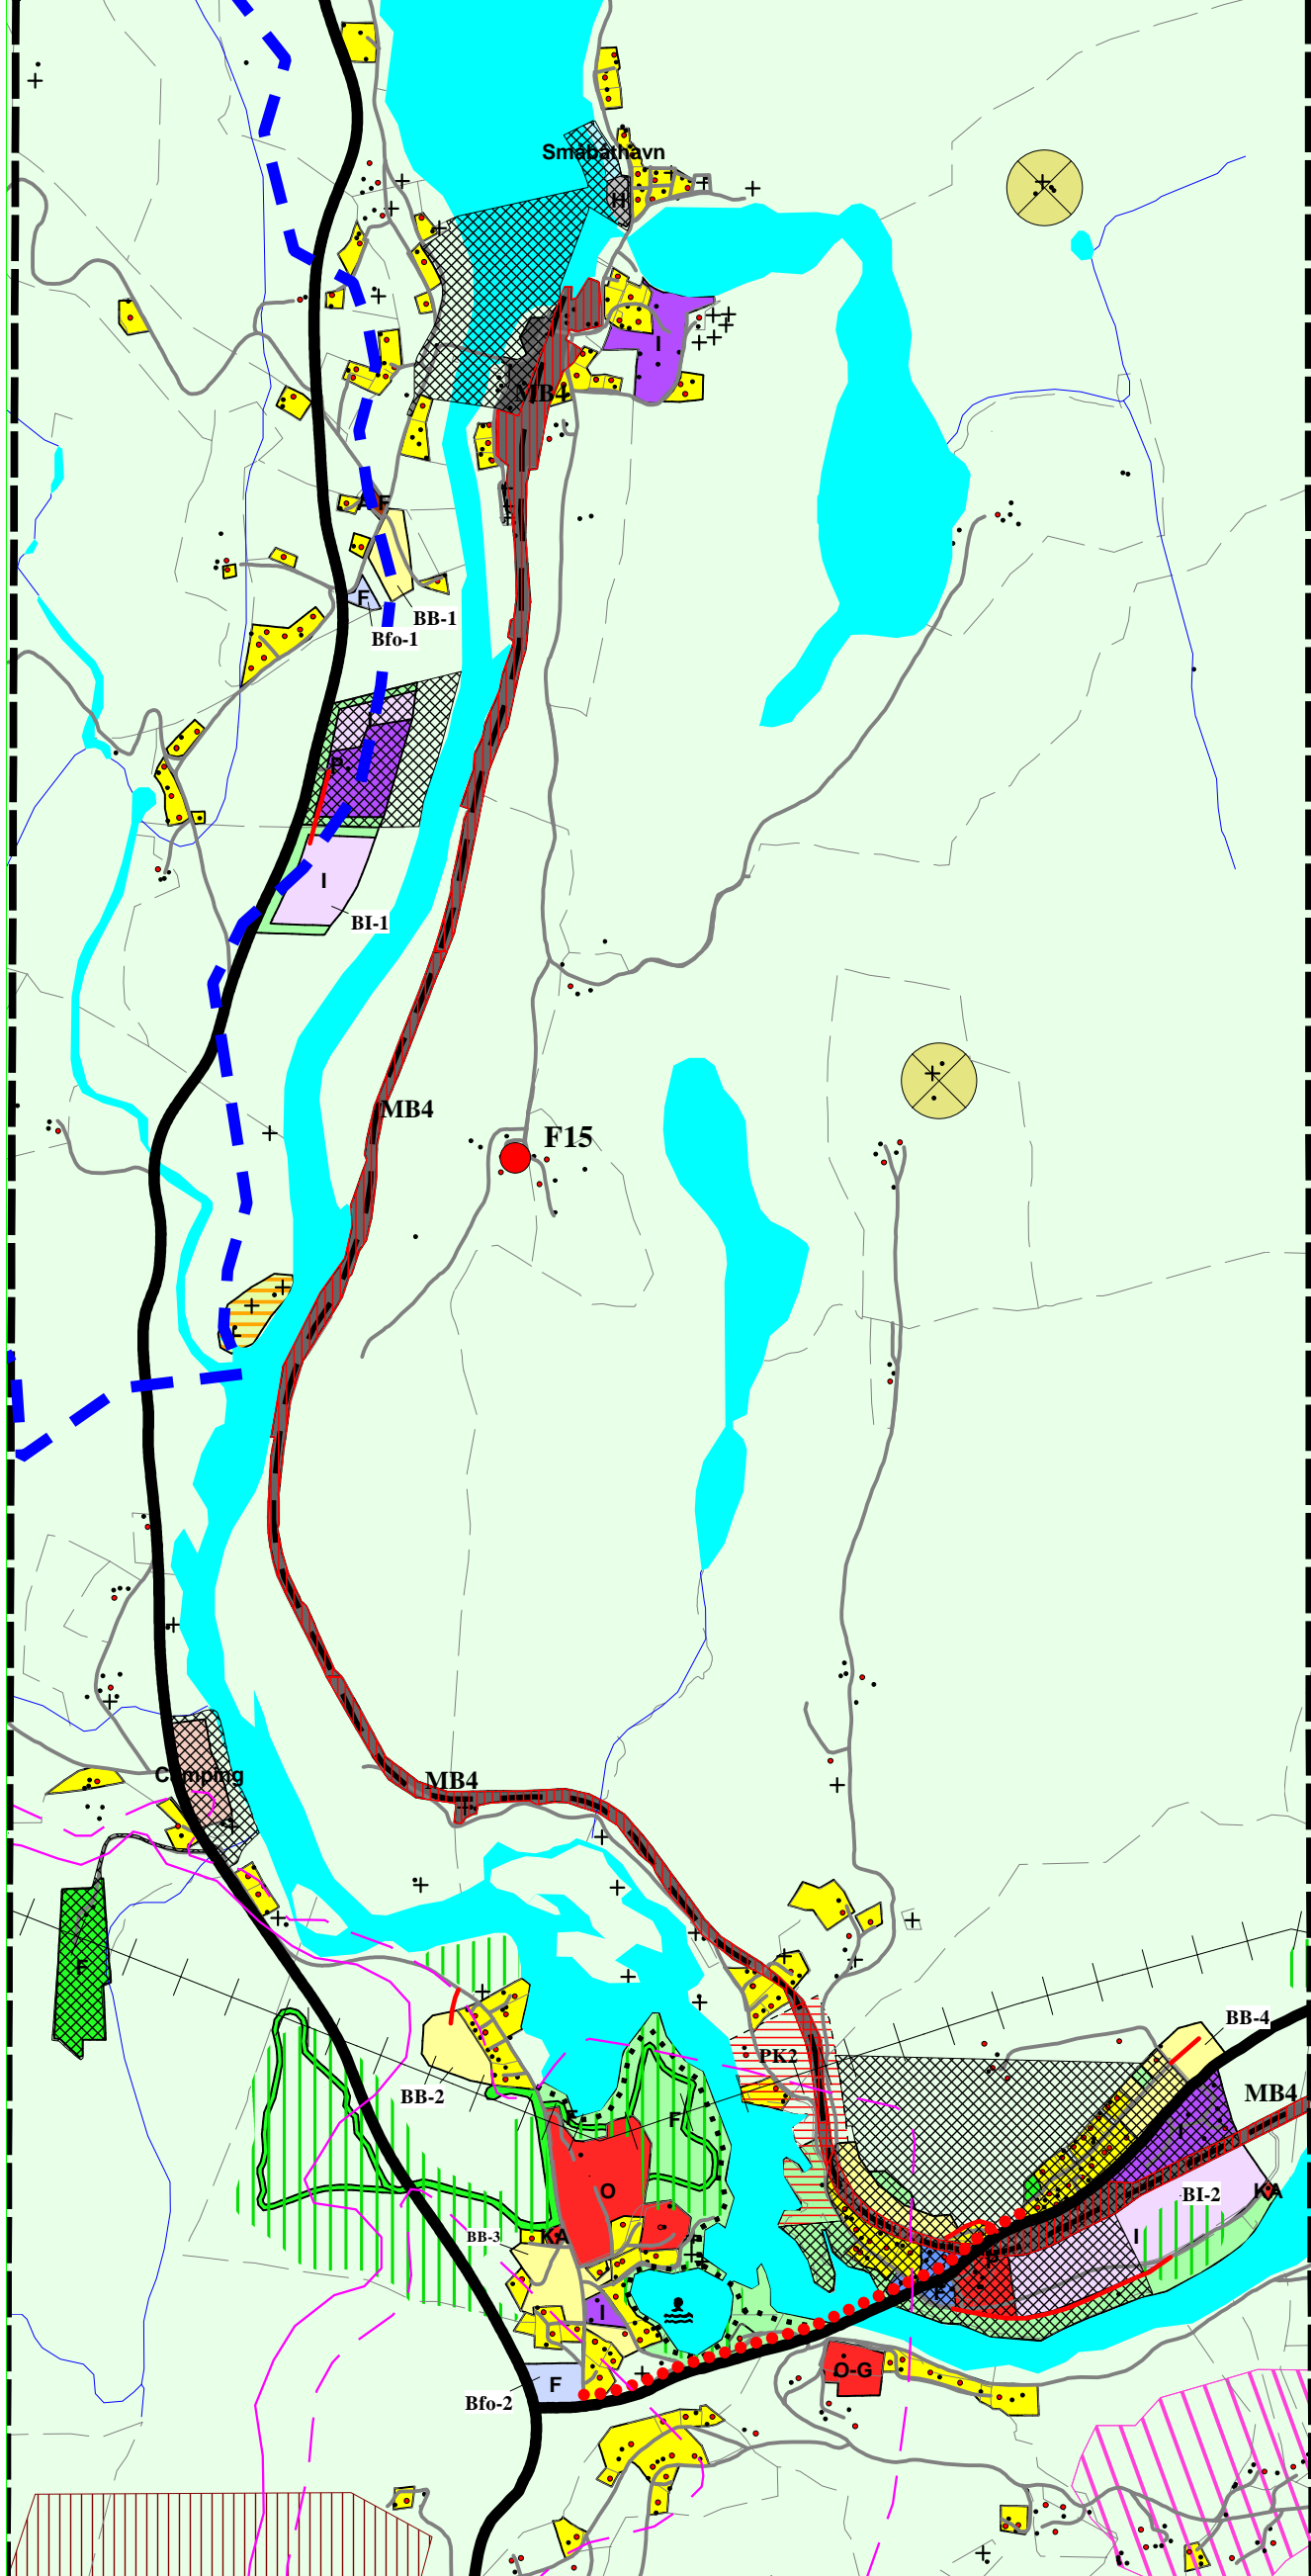 Småbåthavn
H
I
MB4
F
F
BB-1
Bfo-1
P
I
BI-1
MB4
F15
MB4
Camping
F
PK2
BB-4
MB4
BB-2
F
F
I
O
BI-2
KA
BB-3
KA
I
F
I
O-G
F
Bfo-2